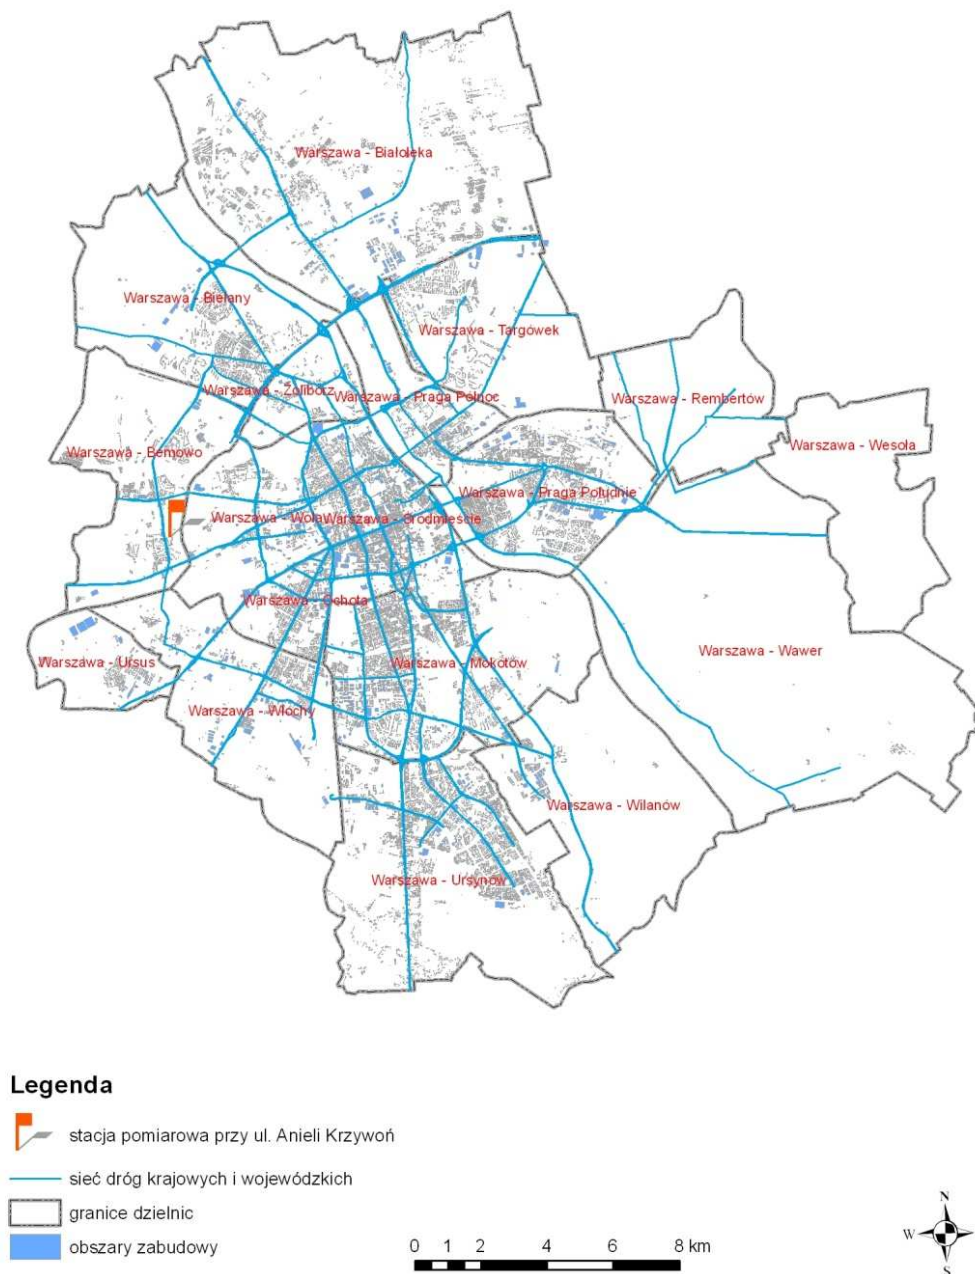 Warszawa - Białołęka
Warszawa - Bielany
Warszawa - Targówek
Warszawa - Żoliborz
Warszawa - Praga Północ
Warszawa - Rembertów
Warszawa - Bemowo
Warszawa - Wesoła
Warszawa - Praga Południe
Warszawa - Wola
Warszawa - Śródmieście
Warszawa - Ochota
Warszawa - Ursus
Warszawa - Mokotów
Warszawa - Wawer
Warszawa - Włochy
Warszawa - Wilanów
Warszawa - Ursynów
Legenda
stacja pomiarowa przy ul. Anieli Krzywoń
sieć dróg krajowych i wojewódzkich
granice dzielnic
obszary zabudowy
0 1 2 4 6 8 km
N
W E
S